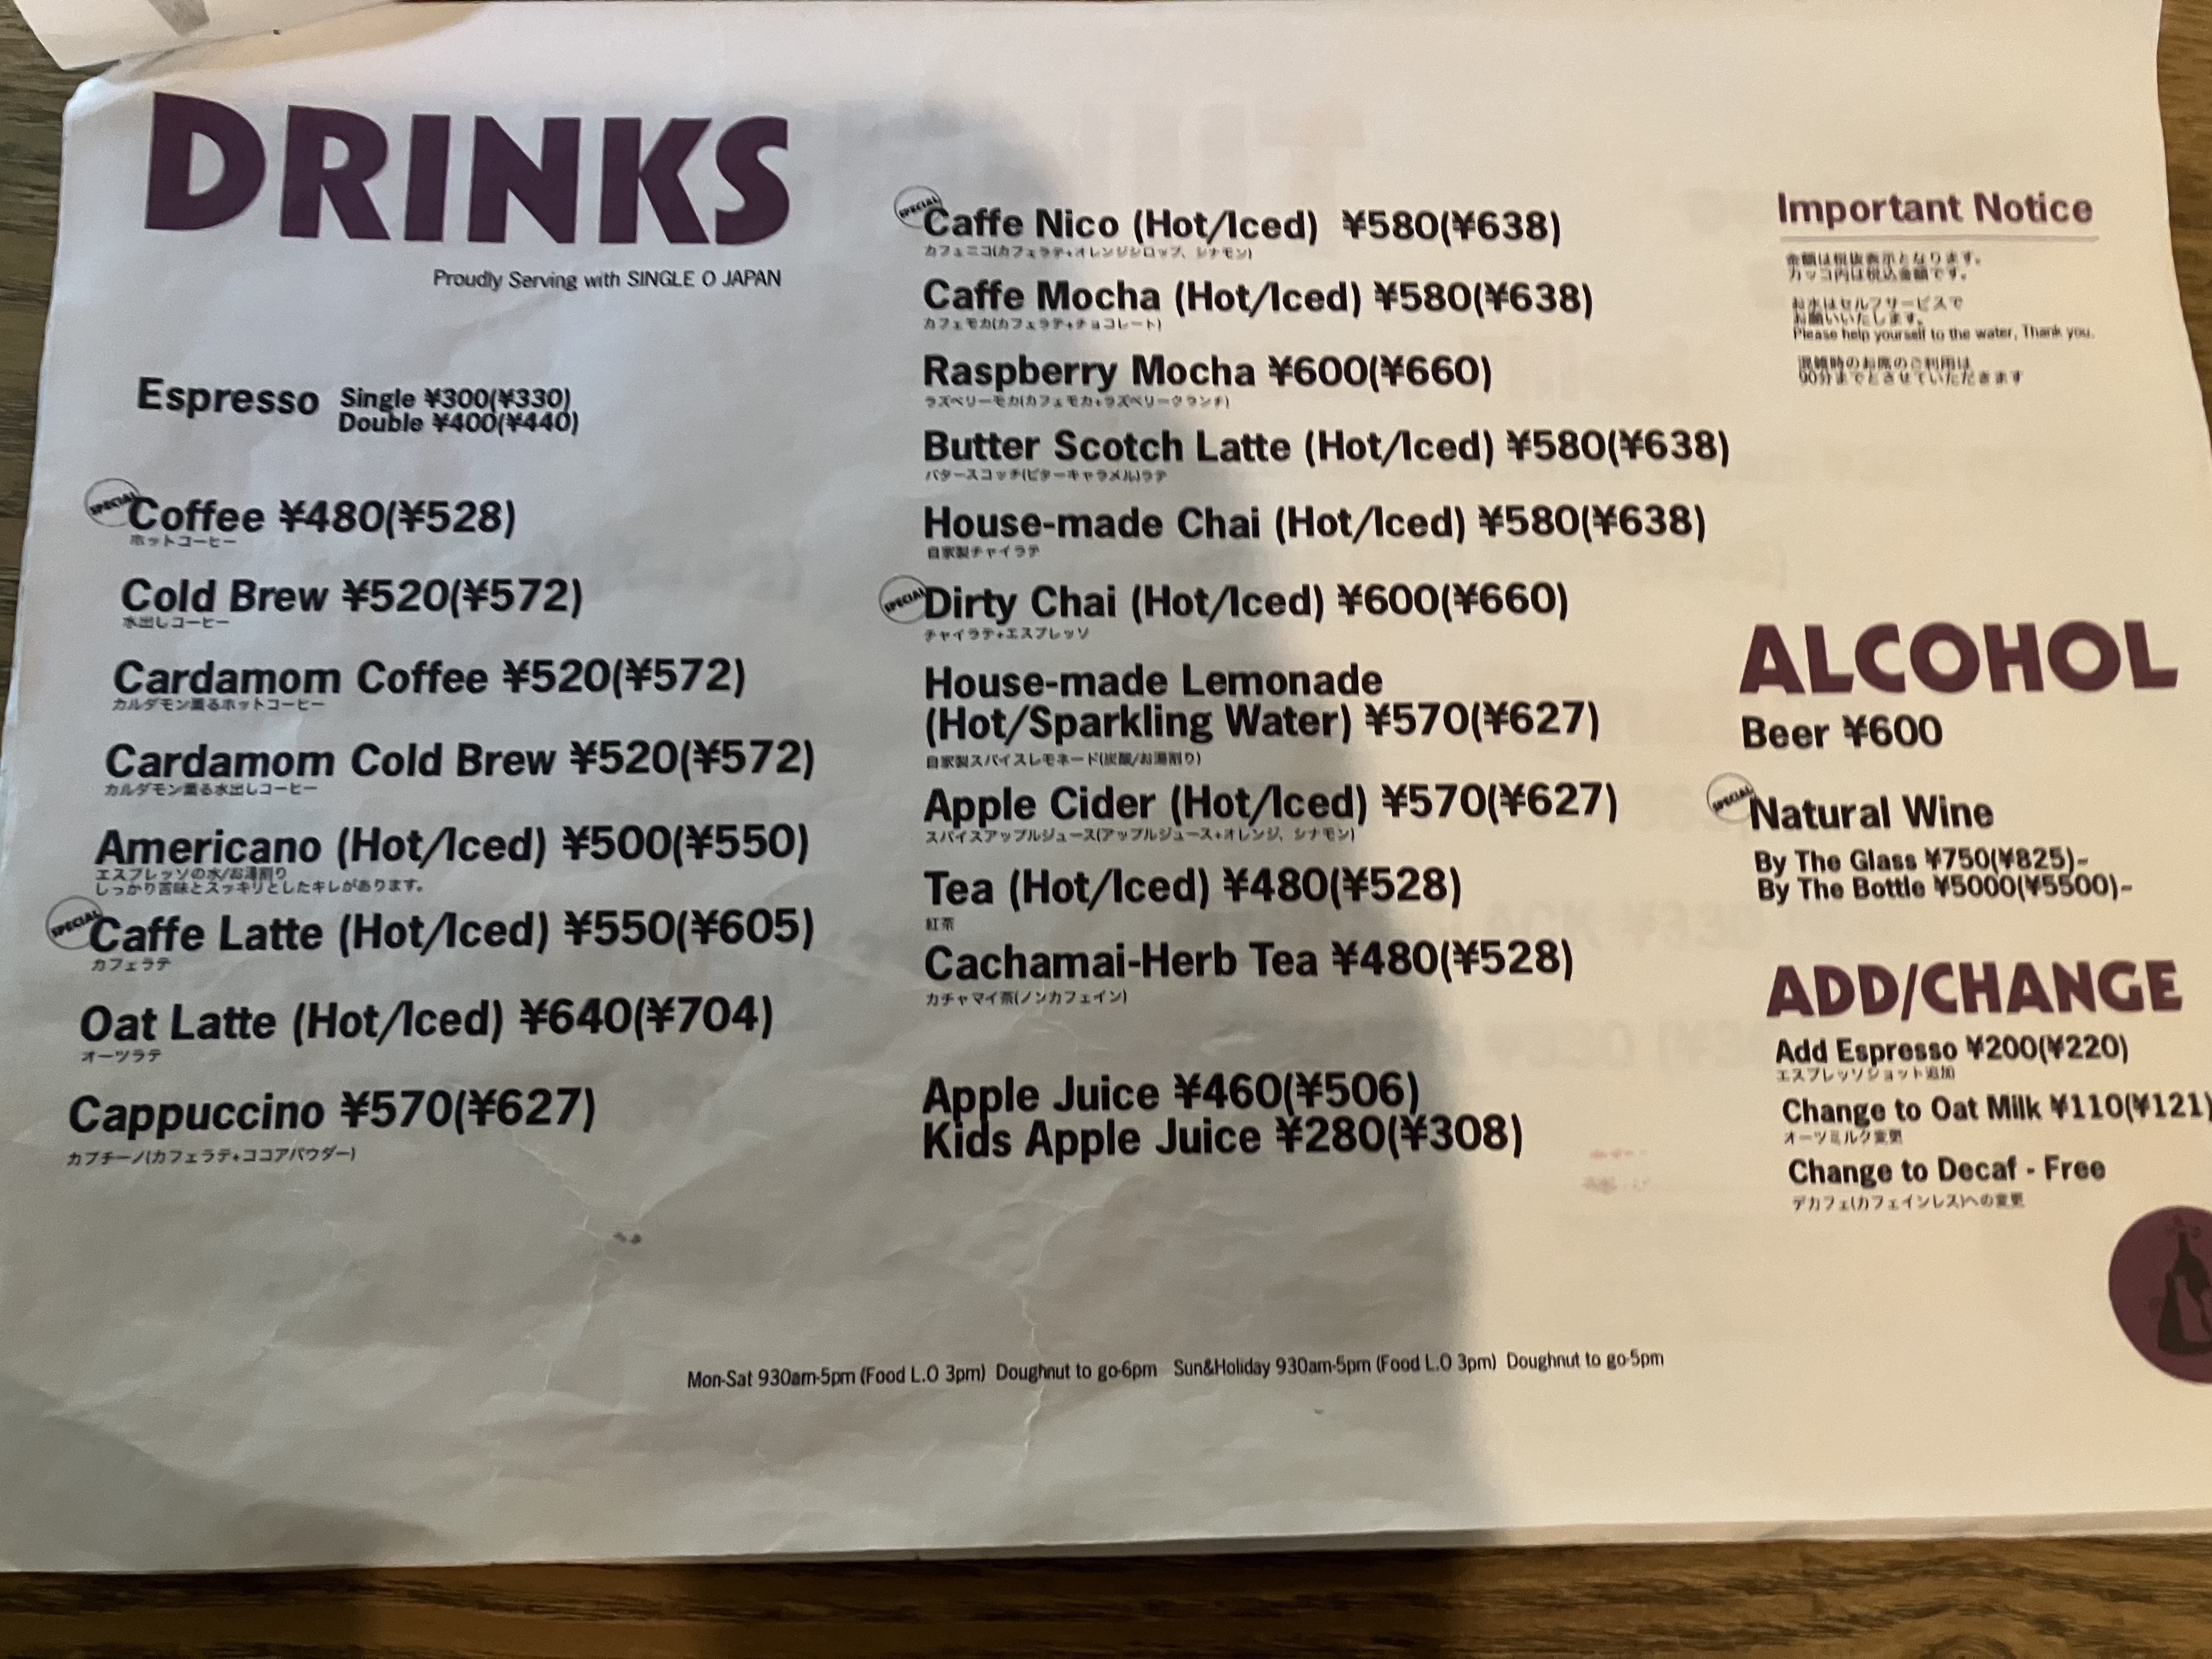 DRINKS
Proudly Serving with SINGLE O JAPAN
Espresso Single ¥300(¥330)
Double ¥400(¥440)
SPECIAL
Coffee ¥480(¥528)
ホットコーヒー
Cold Brew ¥520(¥572)
水出しコーヒー
Cardamom Coffee ¥520(¥572)
カルダモン薫るホットコーヒー
Cardamom Cold Brew ¥520(¥572)
カルダモン薫る水出しコーヒー
Americano (Hot/Iced) ¥500(¥550)
エスプレッソの水/お湯割り
しっかり苦味とスッキリとしたキレがあります。
SPECIAL
Caffe Latte (Hot/Iced) ¥550(¥605)
カフェラテ
Oat Latte (Hot/Iced) ¥640(¥704)
オーツラテ
Cappuccino ¥570(¥627)
カプチーノ(カフェラテ+ココアパウダー)
SPECIAL
Caffe Nico (Hot/Iced) ¥580(¥638)
カフェニコ(カフェラテ+オレンジシロップ、シナモン)
Caffe Mocha (Hot/Iced) ¥580(¥638)
カフェモカ(カフェラテ+チョコレート)
Raspberry Mocha ¥600(¥660)
ラズベリーモカ(カフェモカ+ラズベリークランチ)
Butter Scotch Latte (Hot/Iced) ¥580(¥638)
バタースコッチ(ビターキャラメル)ラテ
House-made Chai (Hot/Iced) ¥580(¥638)
自家製チャイラテ
SPECIAL
Dirty Chai (Hot/Iced) ¥600(¥660)
チャイラテ+エスプレッソ
House-made Lemonade
(Hot/Sparkling Water) ¥570(¥627)
自家製スパイスレモネード(炭酸/お湯割り)
Apple Cider (Hot/Iced) ¥570(¥627)
スパイスアップルジュース(アップルジュース+オレンジ、シナモン)
Tea (Hot/Iced) ¥480(¥528)
紅茶
Cachamai-Herb Tea ¥480(¥528)
カチャマイ茶(ノンカフェイン)
Apple Juice ¥460(¥506)
Kids Apple Juice ¥280(¥308)
Important Notice
金額は税抜表示となります。
カッコ内は税込金額です。
お水はセルフサービスで
お願いいたします。
Please help yourself to the water, Thank you.
混雑時のお席のご利用は
90分までとさせていただきます
ALCOHOL
Beer ¥600
SPECIAL
Natural Wine
By The Glass ¥750(¥825)~
By The Bottle ¥5000(¥5500)~
ADD/CHANGE
Add Espresso ¥200(¥220)
エスプレッソショット追加
Change to Oat Milk ¥110(¥121)
オーツミルク変更
Change to Decaf - Free
デカフェ(カフェインレス)への変更
Mon-Sat 930am-5pm (Food L.O 3pm) Doughnut to go-6pm Sun&Holiday 930am-5pm (Food L.O 3pm) Doughnut to go-5pm